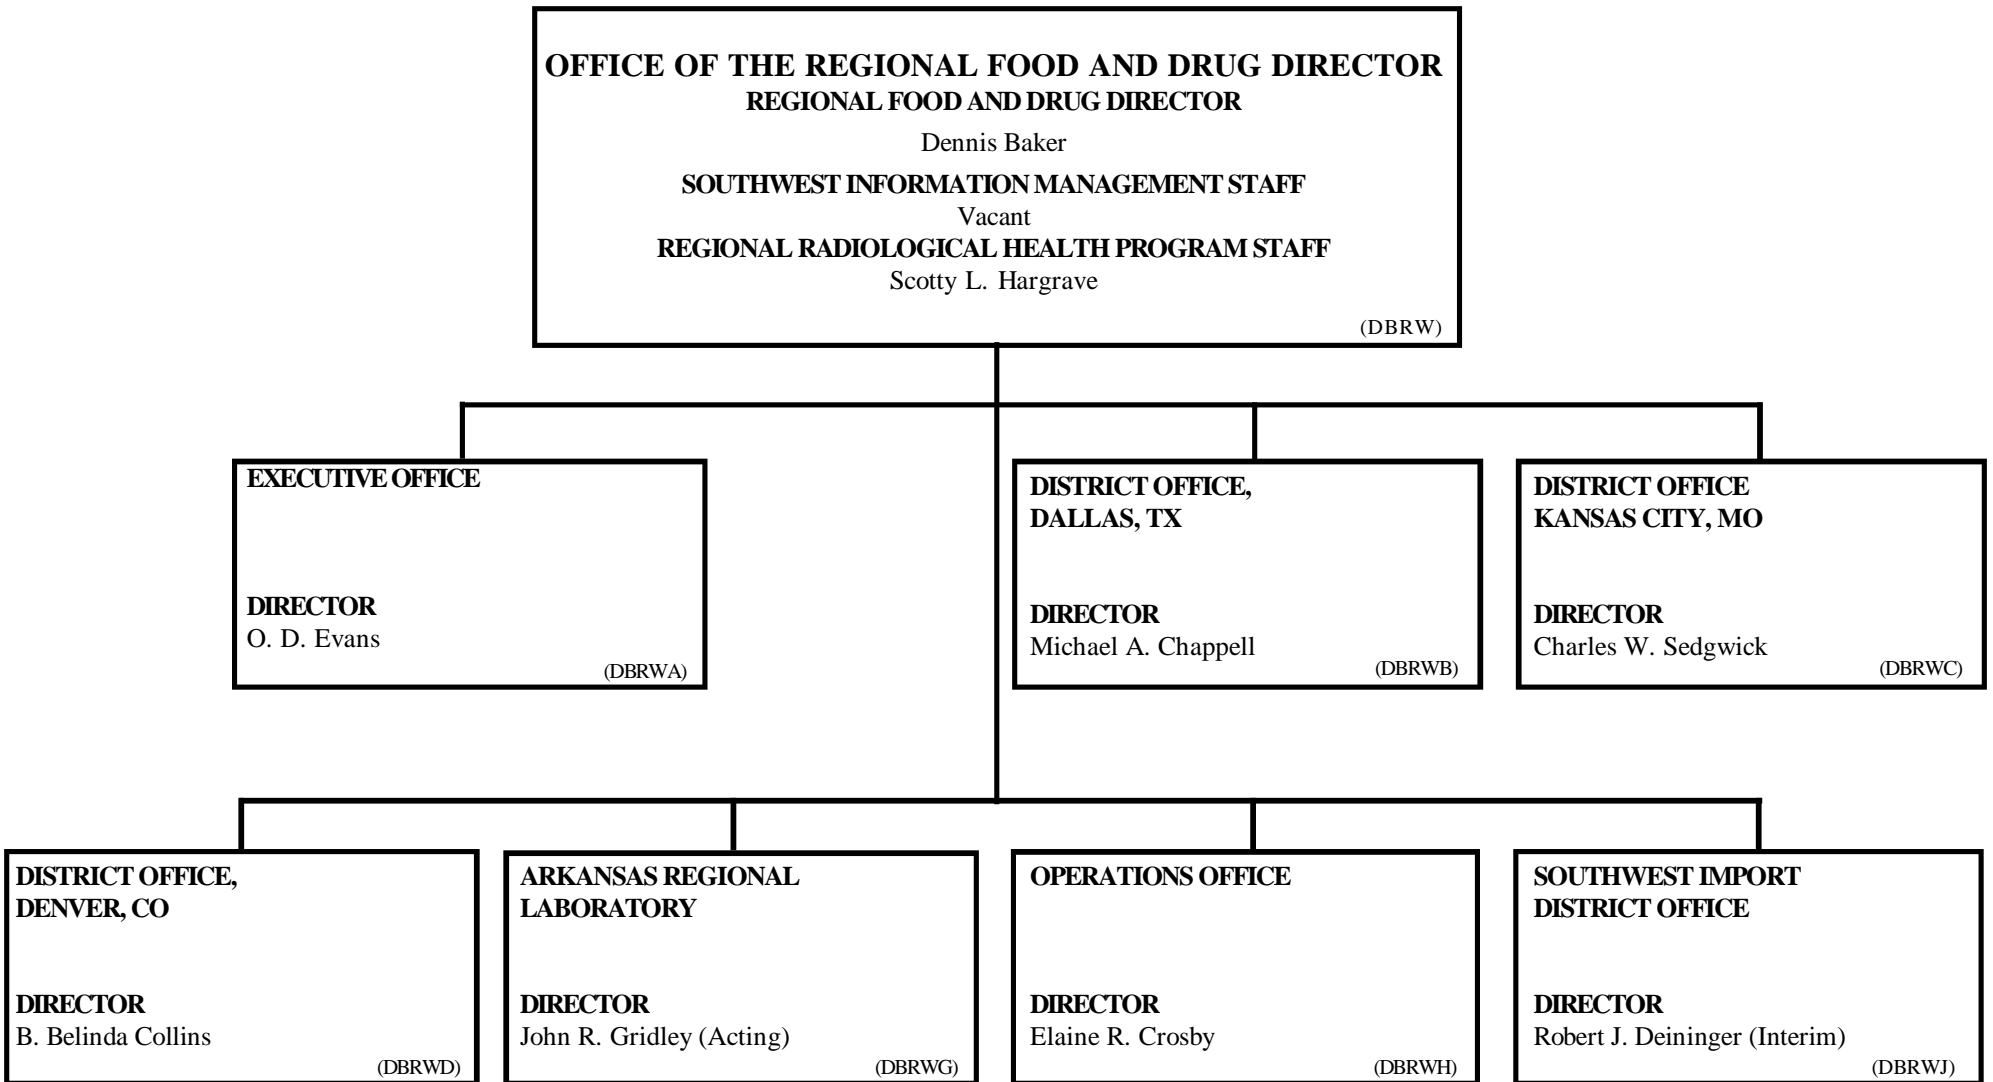 OFFICE OF THE REGIONAL FOOD AND DRUG DIRECTOR
REGIONAL FOOD AND DRUG DIRECTOR
Dennis Baker
SOUTHWEST INFORMATION MANAGEMENT STAFF
Vacant
REGIONAL RADIOLOGICAL HEALTH PROGRAM STAFF
Scotty L. Hargrave
(DBRW)
EXECUTIVE OFFICE
DIRECTOR
O. D. Evans
(DBRWA)
DISTRICT OFFICE,
DALLAS, TX
DIRECTOR
Michael A. Chappell
(DBRWB)
DISTRICT OFFICE
KANSAS CITY, MO
DIRECTOR
Charles W. Sedgwick
(DBRWC)
DISTRICT OFFICE,
DENVER, CO
DIRECTOR
B. Belinda Collins
(DBRWD)
ARKANSAS REGIONAL
LABORATORY
DIRECTOR
John R. Gridley (Acting)
(DBRWG)
OPERATIONS OFFICE
DIRECTOR
Elaine R. Crosby
(DBRWH)
SOUTHWEST IMPORT
DISTRICT OFFICE
DIRECTOR
Robert J. Deininger (Interim)
(DBRWJ)